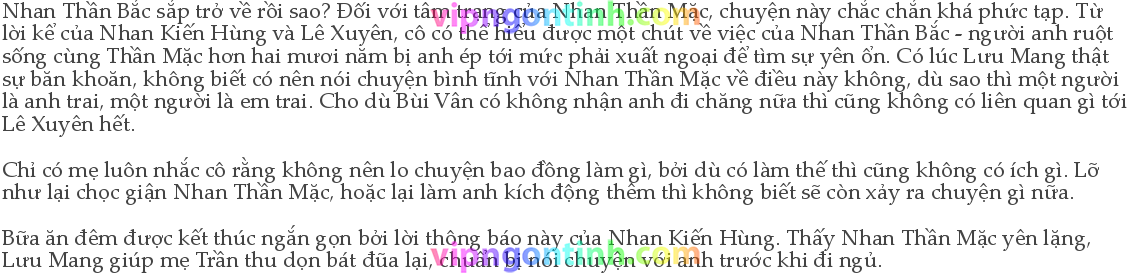 Nhan Thần Bắc sắp trở về rồi sao? Đối với tâm trạng của Nhan Thần Mặc, chuyện này chắc chắn khá phức tạp. Từ
lời kể của Nhan Kiến Hùng và Lê Xuyên, cô có thể hiểu được một chút về việc của Nhan Thần Bắc - người anh ruột
sống cùng Thần Mặc hơn hai mươi năm bị anh ép tới mức phải xuất ngoại để tìm sự yên ổn. Có lúc Lưu Mang thật
sự băn khoăn, không biết có nên nói chuyện bình tĩnh với Nhan Thần Mặc về điều này không, dù sao thì một người
là anh trai, một người là em trai. Cho dù Bùi Vân có không nhận anh đi chăng nữa thì cũng không có liên quan gì tới
Lê Xuyên hết.
Chỉ có mẹ luôn nhắc cô rằng không nên lo chuyện bao đồng làm gì, bởi dù có làm thế thì cũng không có ích gì. Lỡ
như lại chọc giận Nhan Thần Mặc, hoặc lại làm anh kích động thêm thì không biết sẽ còn xảy ra chuyện gì nữa.
Bữa ăn đêm được kết thúc ngắn gọn bởi lời thông báo này của Nhan Kiến Hùng. Thấy Nhan Thần Mặc yên lặng,
Lưu Mang giúp mẹ Trần thu dọn bát đũa lại, chuẩn bị nói chuyện với anh trước khi đi ngủ.
vipngontinh.com
vipngontinh.com